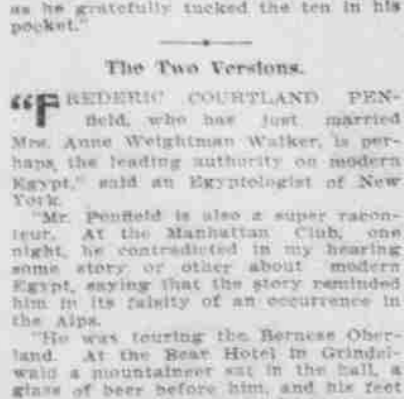 as he gratefully tucked the ten in his
pocket."
The Two Versions.
"FREDERIC COURTLAND PEN-
field, who has just married
Mrs. Anne Weightman Walker, is per-
haps, the leading authority on modern
Egypt," said an Egyptologist of New
York.
"Mr. Penfield is also a super racon-
teur. At the Manhattan Club, one
night, he contradicted in my hearing
some story or other about modern
Egypt, saying that the story reminded
him in its falsity of an occurrence in
the Alps.
"He was touring the Bernese Ober-
land. At the Bear Hotel in Grindel-
wald a mountaineer sat in the hall, a
glass of beer before him, and his feet